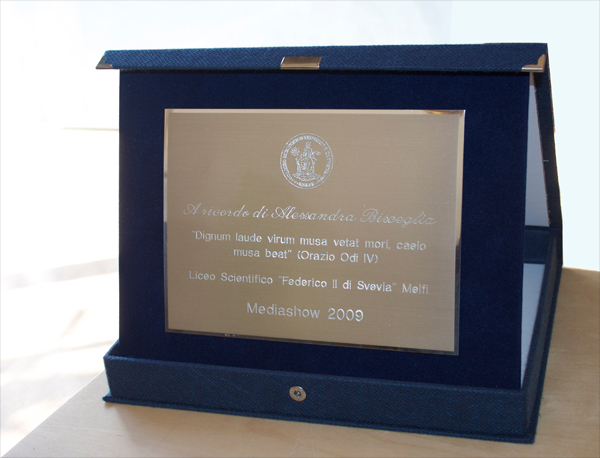 A ricordo di Alessandra Bisceglia
"Dignum laude virum musa vetat mori, caelo
musa beat" (Orazio Odi IV)
Liceo Scientifico "Federico II di Svevia" Melfi
Mediashow 2009